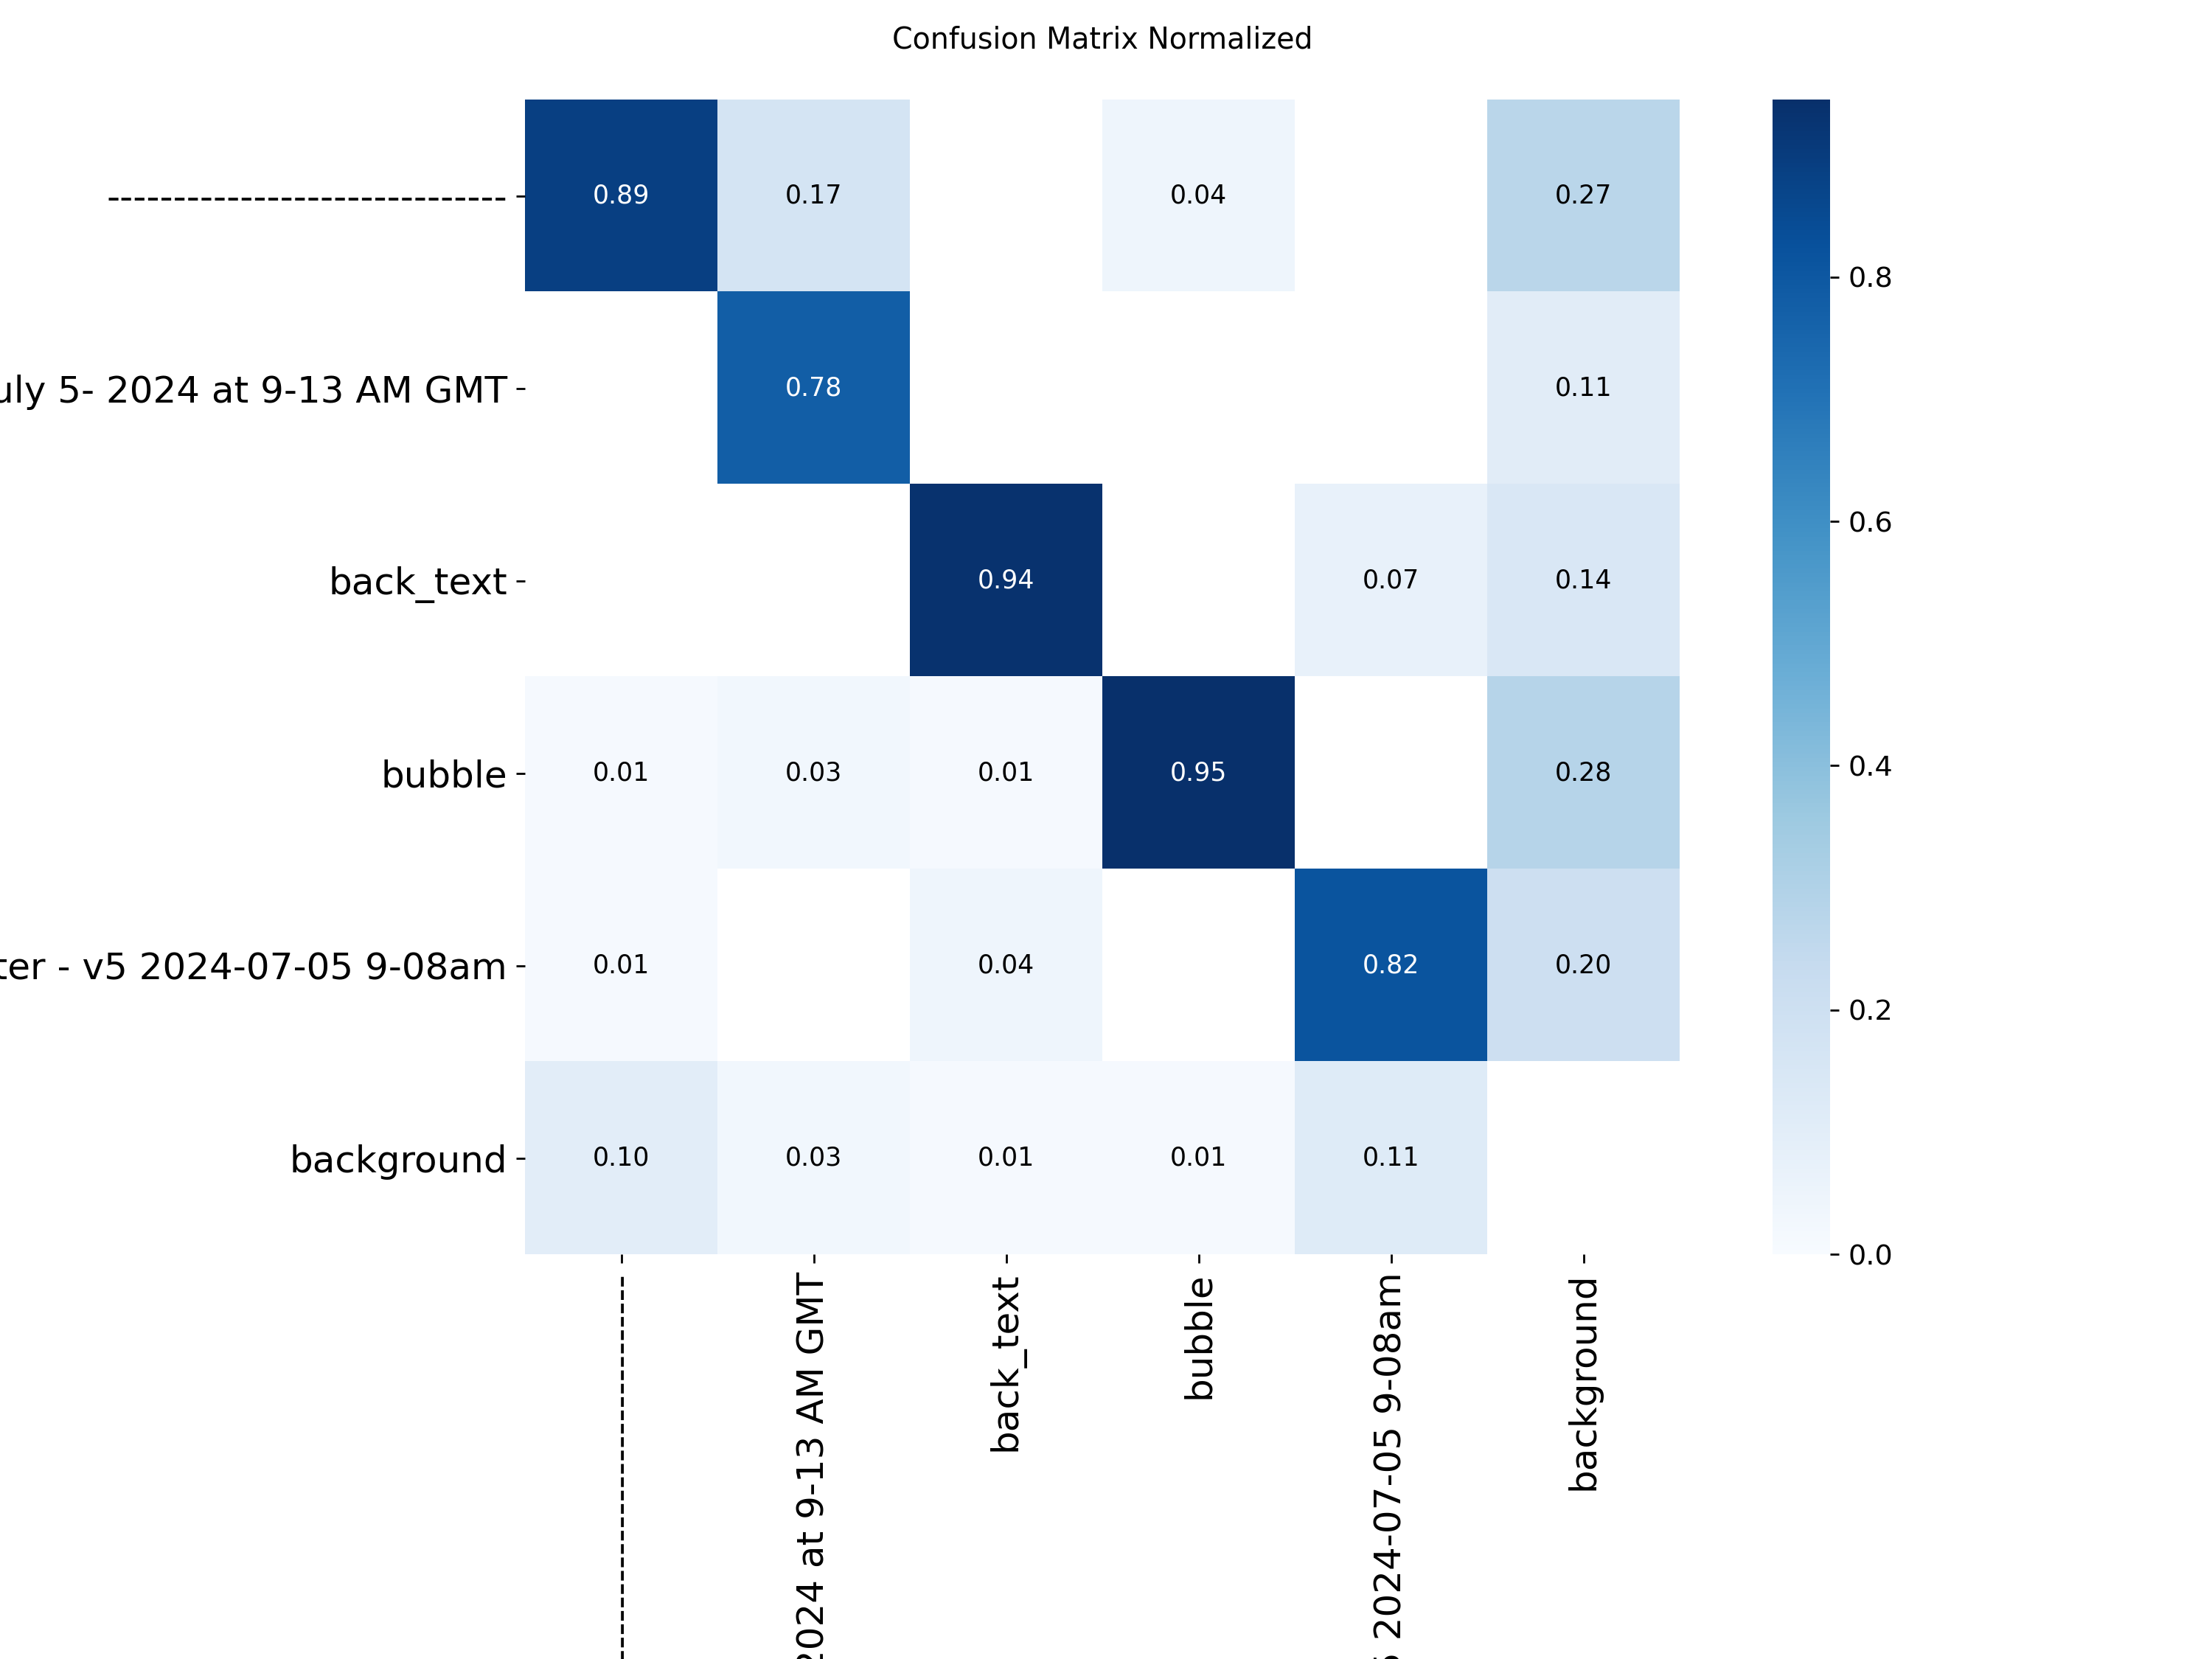 Confusion Matrix Normalized
------------------------------
0.89 0.17 0.04 0.27
uly 5- 2024 at 9-13 AM GMT
0.78 0.11
back_text
0.94 0.07 0.14
bubble
0.01 0.03 0.01 0.95 0.28
ter - v5 2024-07-05 9-08am
0.01 0.04 0.82 0.20
background
0.10 0.03 0.01 0.01 0.11
0.8
0.6
0.4
0.2
0.0
------------------------------
2024 at 9-13 AM GMT
back_text
bubble
2024-07-05 9-08am
background